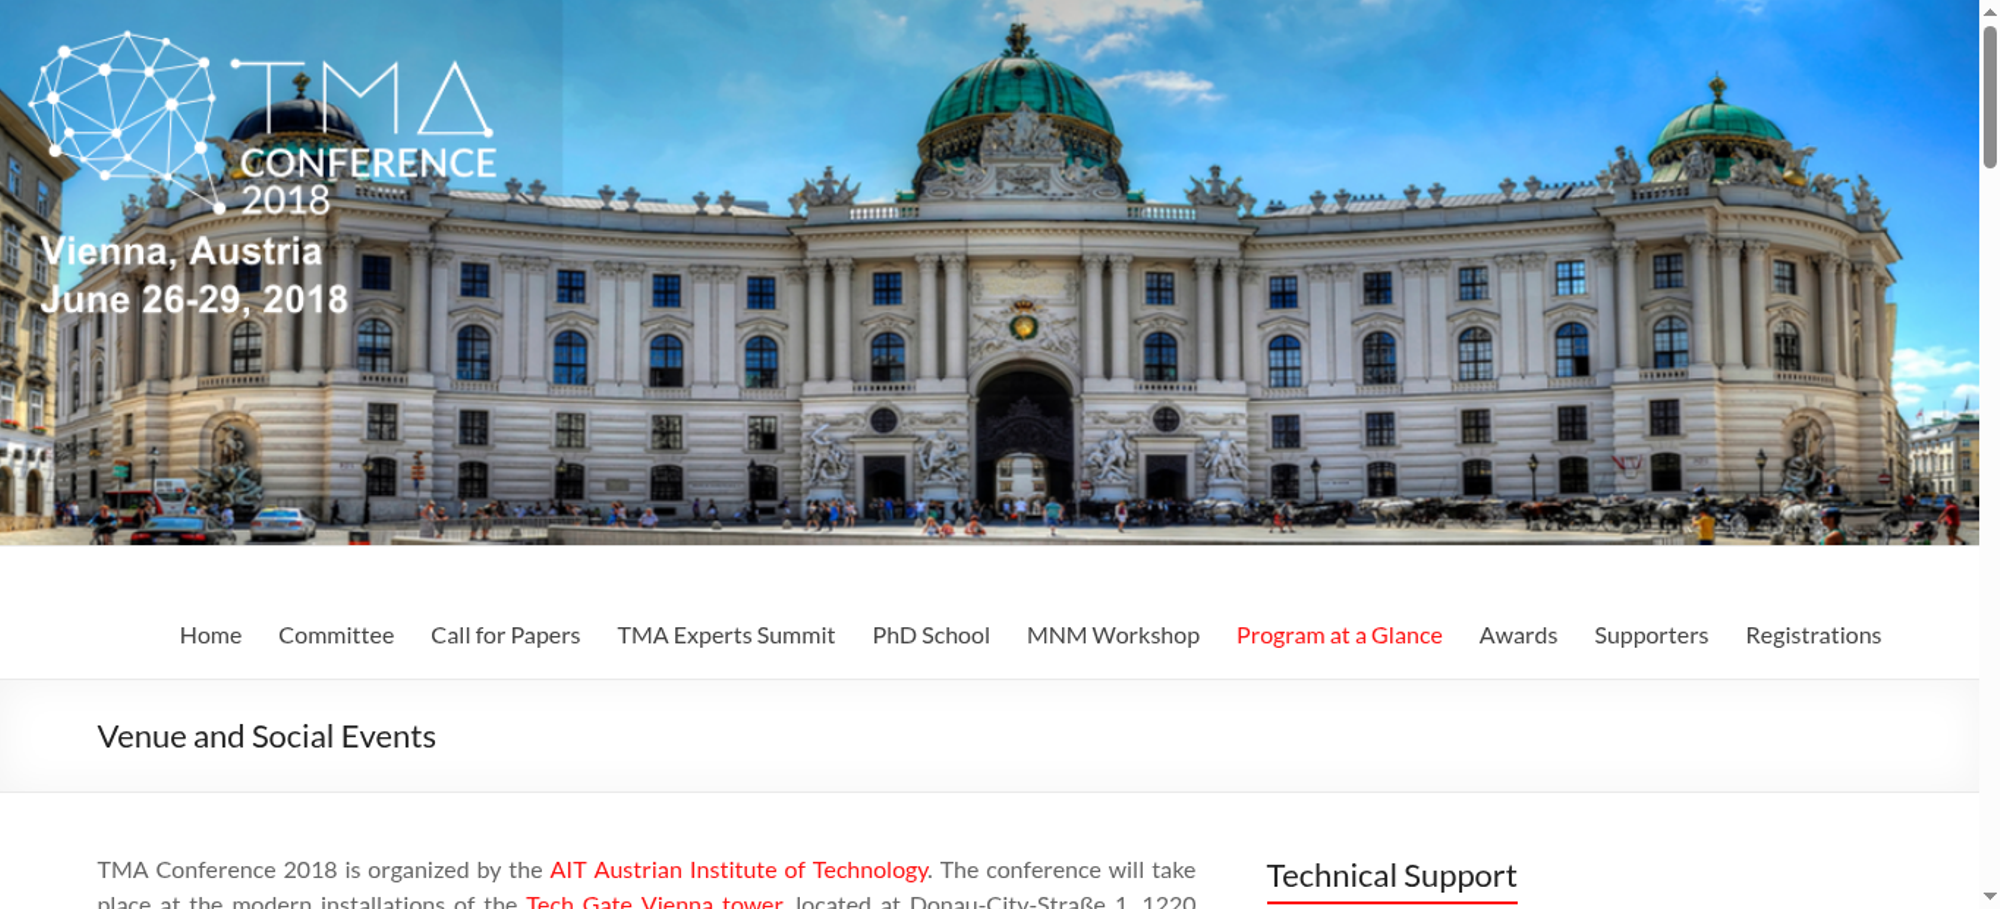 TMA
CONFERENCE
2018
Vienna, Austria
June 26-29, 2018
Home Committee Call for Papers TMA Experts Summit PhD School MNM Workshop Program at a Glance Awards Supporters Registrations
Venue and Social Events
TMA Conference 2018 is organized by the AIT Austrian Institute of Technology. The conference will take
place at the modern installations of the Tech Gate Vienna tower, located at Donau-City-Straße 1, 1220
Technical Support